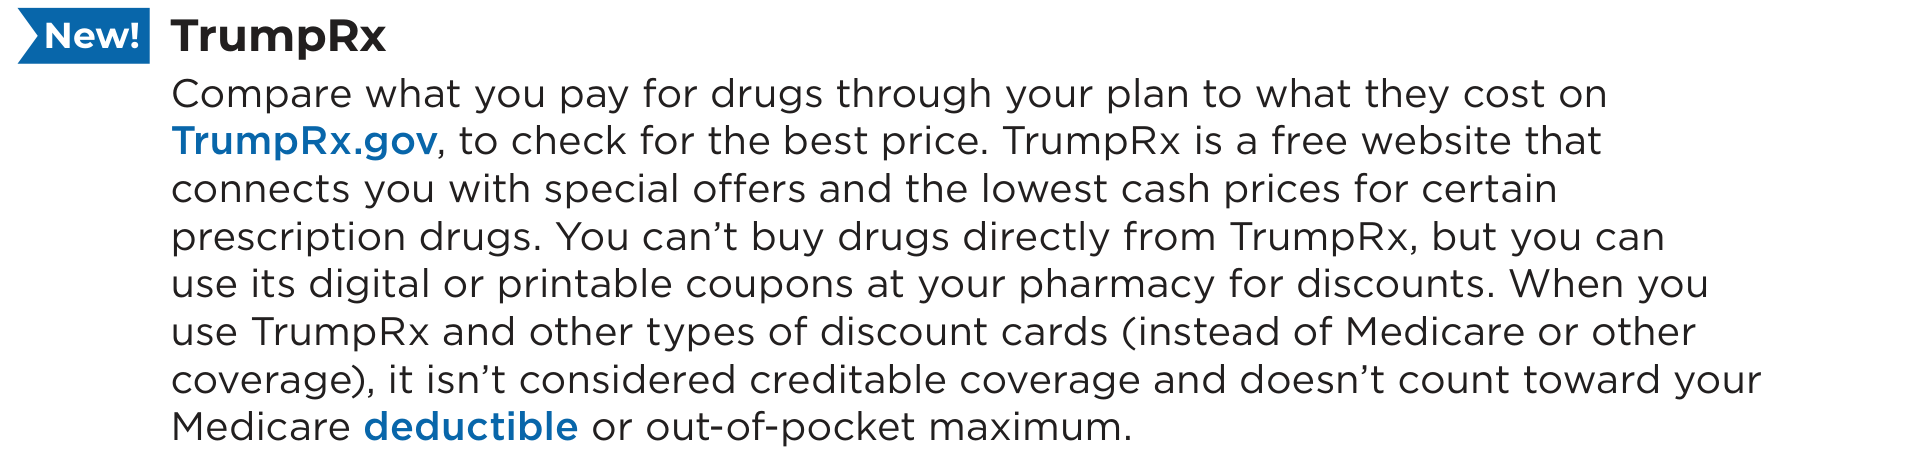 New! TrumpRx
Compare what you pay for drugs through your plan to what they cost on
TrumpRx.gov, to check for the best price. TrumpRx is a free website that
connects you with special offers and the lowest cash prices for certain
prescription drugs. You can’t buy drugs directly from TrumpRx, but you can
use its digital or printable coupons at your pharmacy for discounts. When you
use TrumpRx and other types of discount cards (instead of Medicare or other
coverage), it isn’t considered creditable coverage and doesn’t count toward your
Medicare deductible or out-of-pocket maximum.